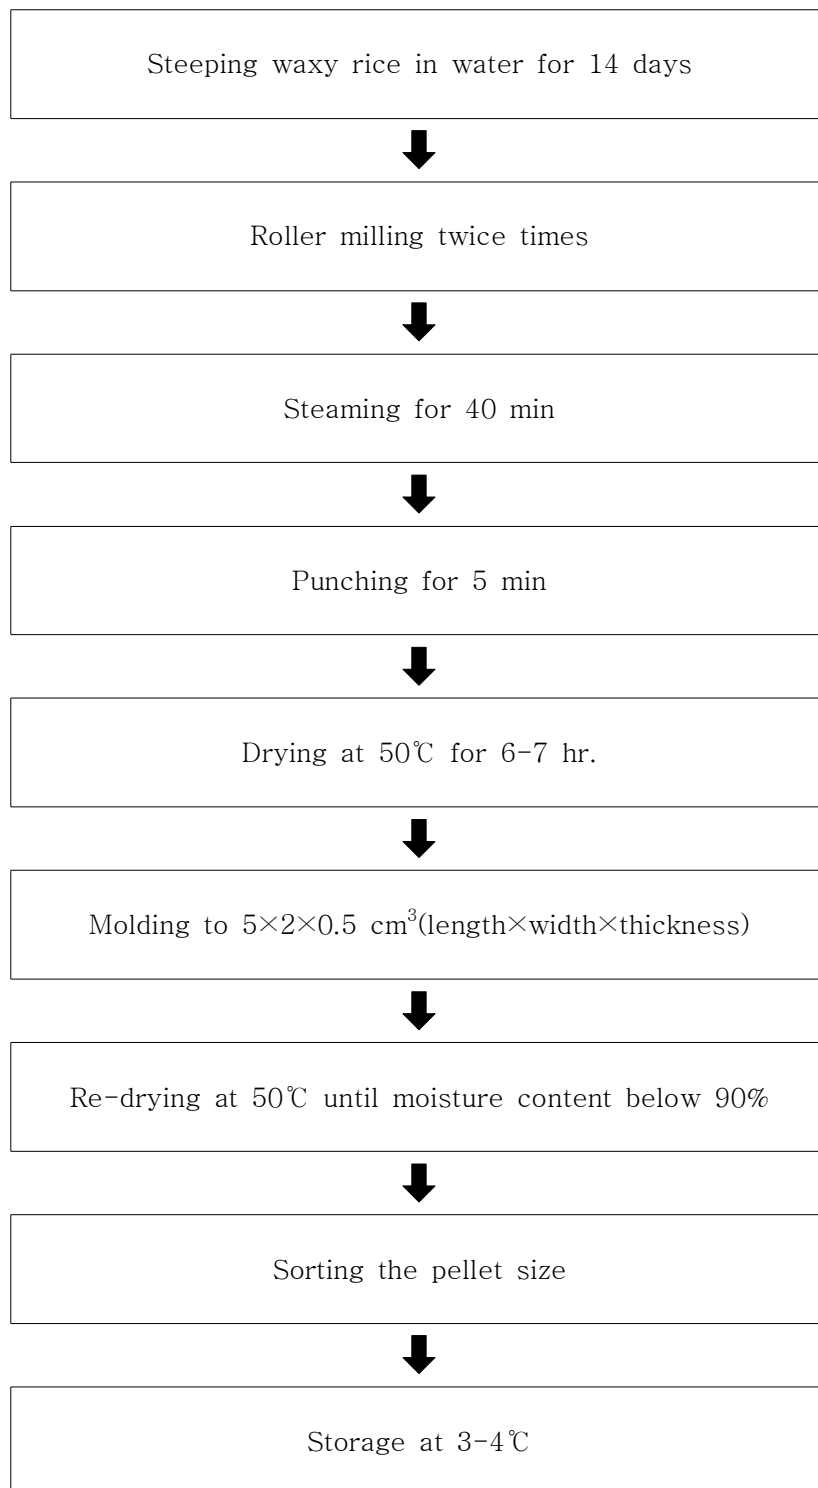 Steeping waxy rice in water for 14 days
Roller milling twice times
Steaming for 40 min
Punching for 5 min
Drying at 50℃ for 6-7 hr.
Molding to 5×2×0.5 cm³(length×width×thickness)
Re-drying at 50℃ until moisture content below 90%
Sorting the pellet size
Storage at 3-4℃